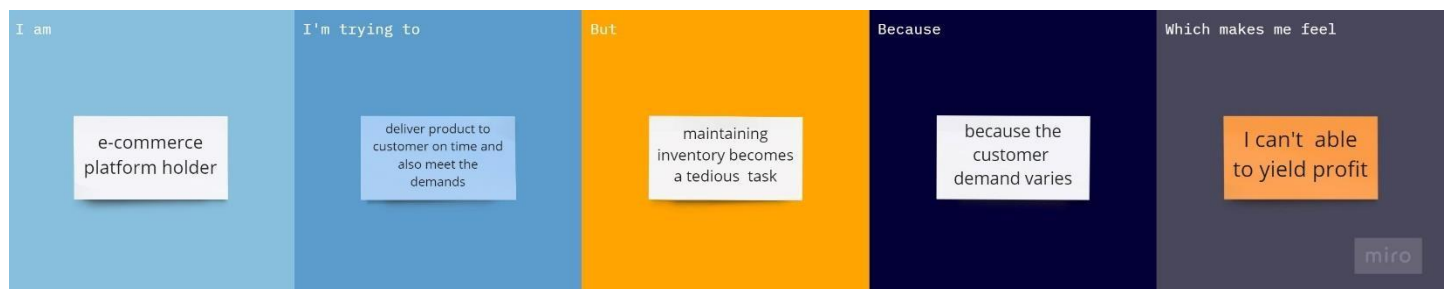 I am
I'm trying to
But
Because
Which makes me feel
e-commerce
platform holder
deliver product to
customer on time and
also meet the
demands
maintaining
inventory becomes
a tedious task
because the
customer
demand varies
I can't able
to yield profit
miro